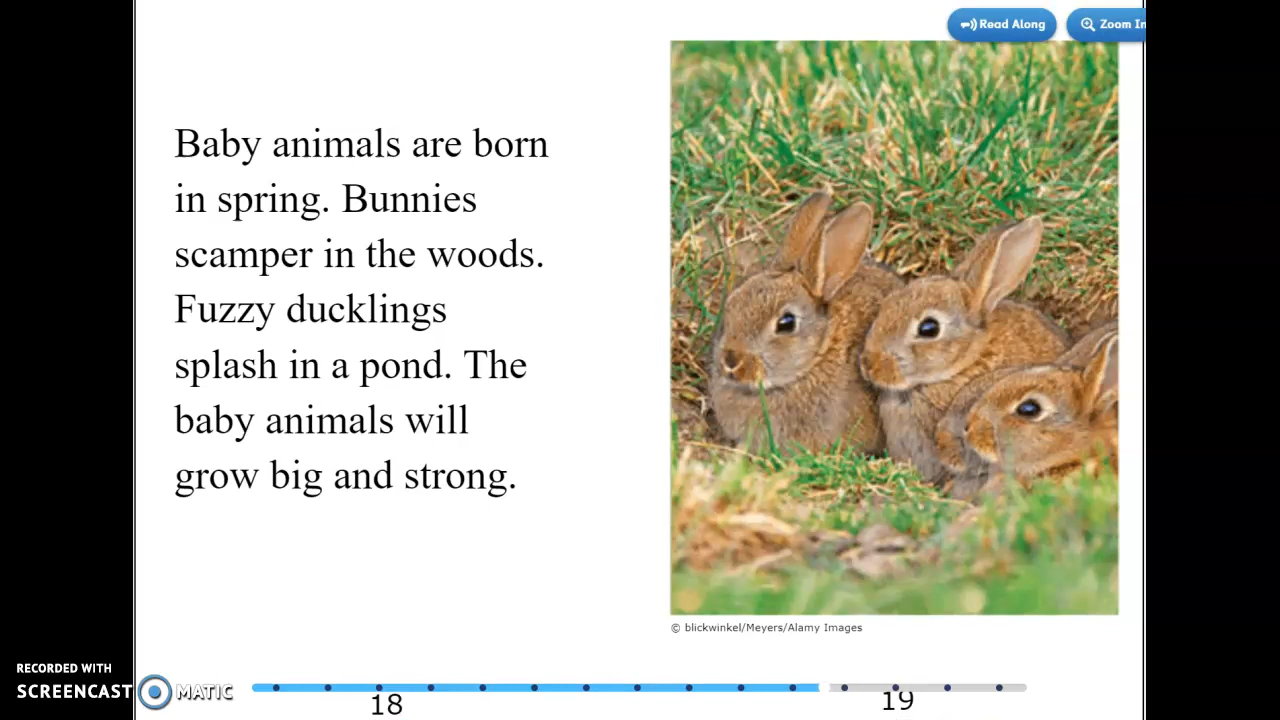 Read Along
Zoom In
Baby animals are born
in spring. Bunnies
scamper in the woods.
Fuzzy ducklings
splash in a pond. The
baby animals will
grow big and strong.
© blickwinkel/Meyers/Alamy Images
RECORDED WITH
SCREENCAST MATIC
18
19